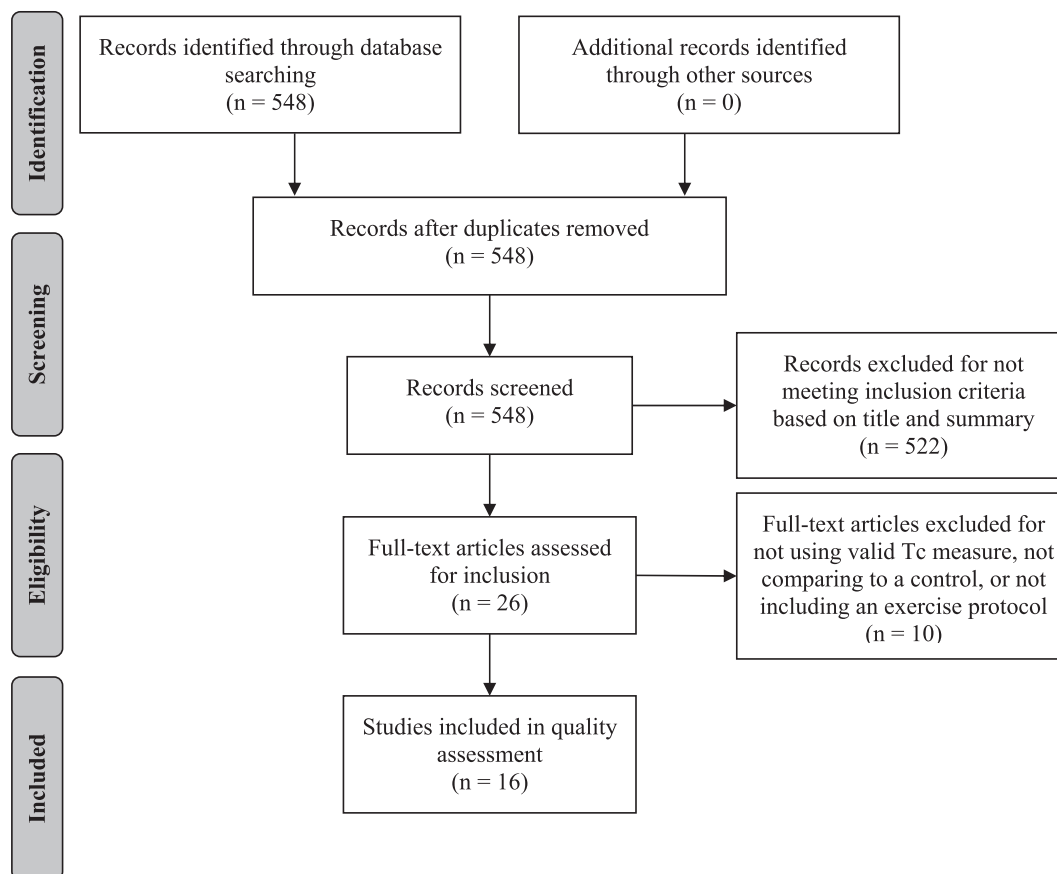 Identification
Records identified through database
searching
(n = 548)
Additional records identified
through other sources
(n = 0)
Records after duplicates removed
(n = 548)
Screening
Records screened
(n = 548)
Records excluded for not
meeting inclusion criteria
based on title and summary
(n = 522)
Eligibility
Full-text articles assessed
for inclusion
(n = 26)
Full-text articles excluded for
not using valid Tc measure, not
comparing to a control, or not
including an exercise protocol
(n = 10)
Included
Studies included in quality
assessment
(n = 16)